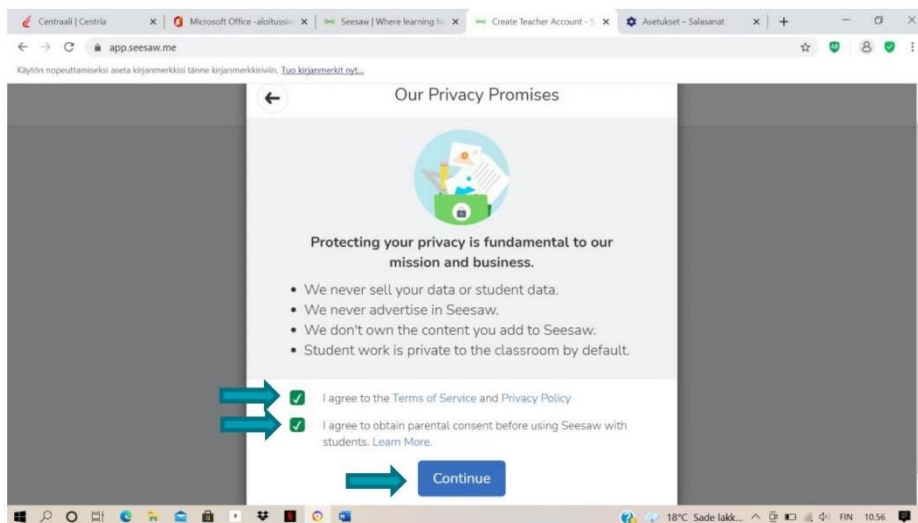 Centraali | Centria
Microsoft Office -aloitussiv
Seesaw | Where learning h
Create Teacher Account - S
Asetukset – Salasanat
app.seesaw.me
Käytön nopeuttamiseksi aseta kirjanmerkkisi tänne kirjanmerkkiriviin. Tuo kirjanmerkit nyt...
Our Privacy Promises
Protecting your privacy is fundamental to our
mission and business.
• We never sell your data or student data.
• We never advertise in Seesaw.
• We don't own the content you add to Seesaw.
• Student work is private to the classroom by default.
I agree to the Terms of Service and Privacy Policy
I agree to obtain parental consent before using Seesaw with
students. Learn More.
Continue
18°C Sade lakk... FIN 10.56